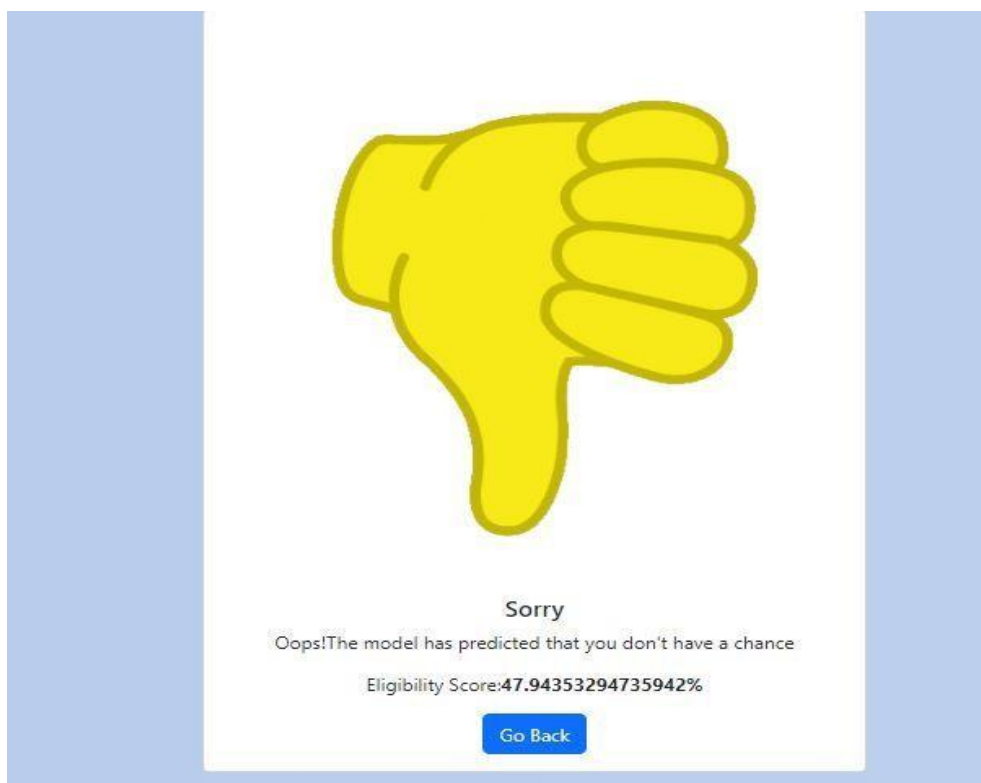 Sorry
Oops!The model has predicted that you don't have a chance
Eligibility Score:47.94353294735942%
Go Back